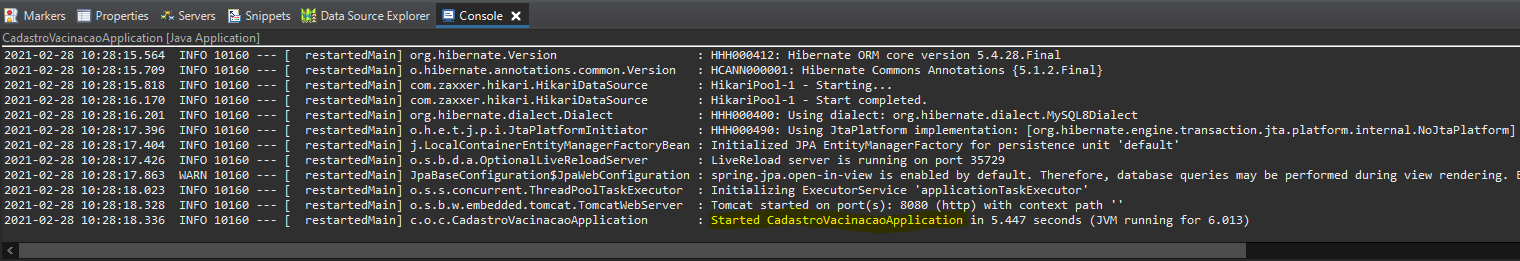 Markers Properties Servers Snippets Data Source Explorer Console
CadastroVacinacaoApplication [Java Application]
2021-02-28 10:28:15.564  INFO 10160 --- [  restartedMain] org.hibernate.Version                    : HHH000412: Hibernate ORM core version 5.4.28.Final
2021-02-28 10:28:15.709  INFO 10160 --- [  restartedMain] o.hibernate.annotations.common.Version   : HCANN000001: Hibernate Commons Annotations {5.1.2.Final}
2021-02-28 10:28:15.818  INFO 10160 --- [  restartedMain] com.zaxxer.hikari.HikariDataSource       : HikariPool-1 - Starting...
2021-02-28 10:28:16.170  INFO 10160 --- [  restartedMain] com.zaxxer.hikari.HikariDataSource       : HikariPool-1 - Start completed.
2021-02-28 10:28:16.201  INFO 10160 --- [  restartedMain] org.hibernate.dialect.Dialect            : HHH000400: Using dialect: org.hibernate.dialect.MySQL8Dialect
2021-02-28 10:28:17.396  INFO 10160 --- [  restartedMain] o.h.e.t.j.p.i.JtaPlatformInitiator       : HHH000490: Using JtaPlatform implementation: [org.hibernate.engine.transaction.jta.platform.internal.NoJtaPlatform]
2021-02-28 10:28:17.404  INFO 10160 --- [  restartedMain] j.LocalContainerEntityManagerFactoryBean : Initialized JPA EntityManagerFactory for persistence unit 'default'
2021-02-28 10:28:17.426  INFO 10160 --- [  restartedMain] o.s.b.d.a.OptionalLiveReloadServer       : LiveReload server is running on port 35729
2021-02-28 10:28:17.863  WARN 10160 --- [  restartedMain] JpaBaseConfiguration$JpaWebConfiguration : spring.jpa.open-in-view is enabled by default. Therefore, database queries may be performed during view rendering.
2021-02-28 10:28:18.023  INFO 10160 --- [  restartedMain] o.s.s.concurrent.ThreadPoolTaskExecutor  : Initializing ExecutorService 'applicationTaskExecutor'
2021-02-28 10:28:18.328  INFO 10160 --- [  restartedMain] o.s.b.w.embedded.tomcat.TomcatWebServer  : Tomcat started on port(s): 8080 (http) with context path ''
2021-02-28 10:28:18.336  INFO 10160 --- [  restartedMain] c.o.c.CadastroVacinacaoApplication       : Started CadastroVacinacaoApplication in 5.447 seconds (JVM running for 6.013)